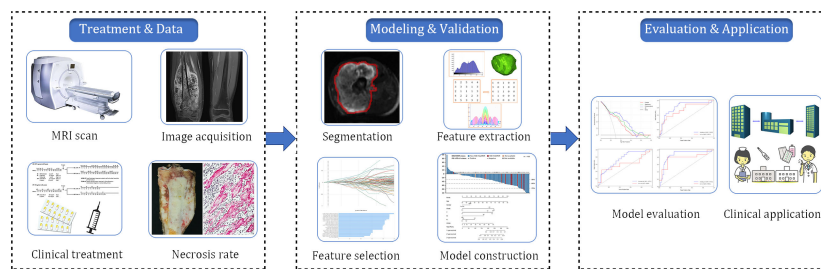 Treatment & Data
Modeling & Validation
Evaluation & Application
MRI scan
Image acquisition
Segmentation
Feature extraction
Clinical treatment
Necrosis rate
Feature selection
Model construction
Model evaluation
Clinical application